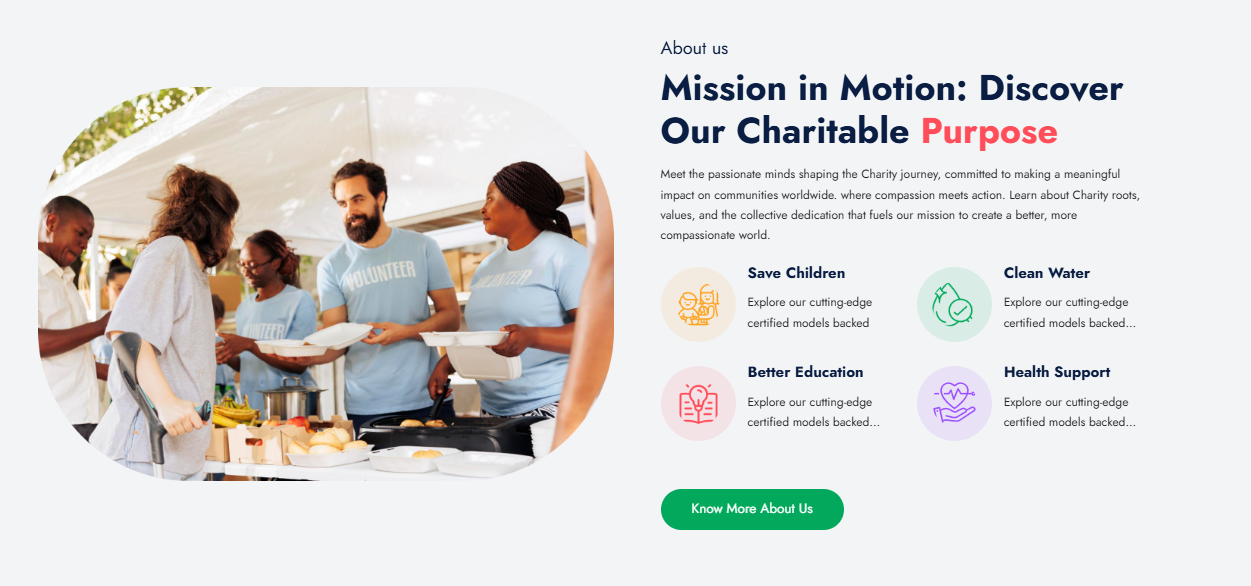 About us
Mission in Motion: Discover
Our Charitable Purpose
Meet the passionate minds shaping the Charity journey, committed to making a meaningful
impact on communities worldwide. where compassion meets action. Learn about Charity roots,
values, and the collective dedication that fuels our mission to create a better, more
compassionate world.
Save Children
Explore our cutting-edge
certified models backed
Clean Water
Explore our cutting-edge
certified models backed...
Better Education
Explore our cutting-edge
certified models backed...
Health Support
Explore our cutting-edge
certified models backed...
Know More About Us
VOLUNTEER
VOLUNTEER
VOLUNTEER